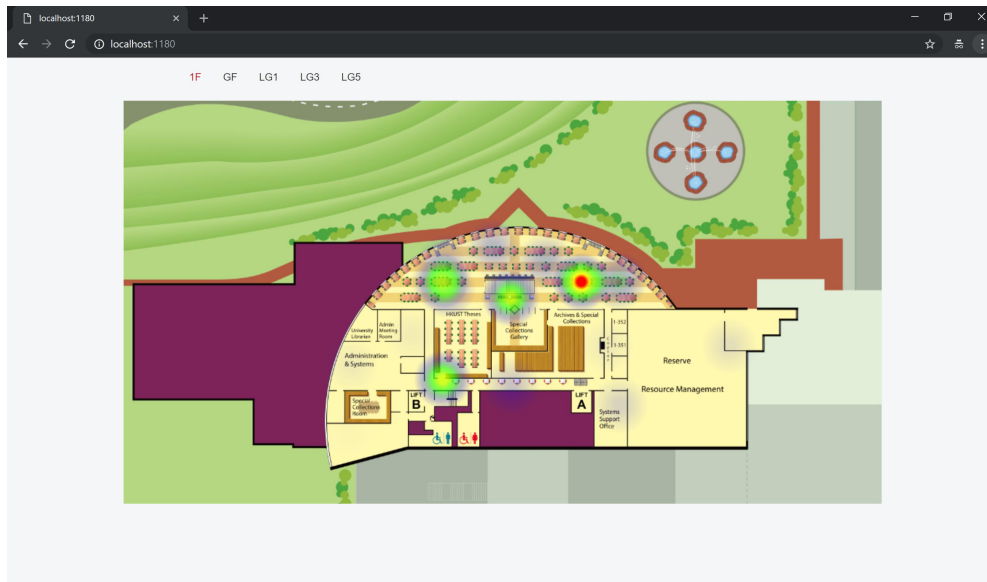 localhost:1180
localhost:1180
1F GF LG1 LG3 LG5
HKUST Theses
Archives & Special
Collections
Special
Collections
Gallery
University
Librarian
Admin
Meeting
Room
1-352
1-351
Administration
& Systems
Reserve
Resource Management
Special
Collections
Room
LIFT
B
LIFT
A
Systems
Support
Office